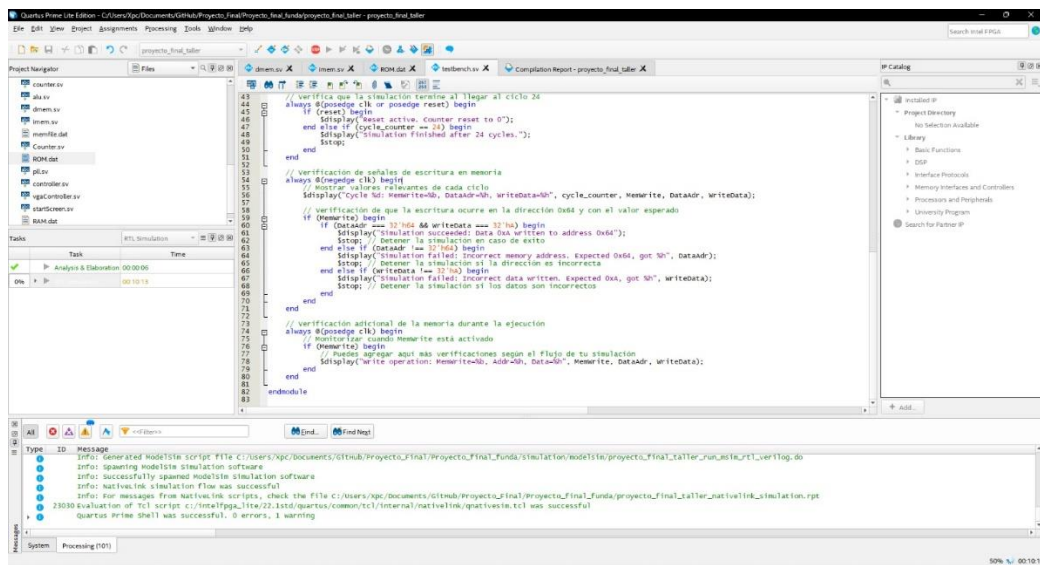 Quartus Prime Lite Edition - C:/Users/Xpc/Documents/GitHub/Proyecto_Final/Proyecto_final_funda/proyecto_final_taller - proyecto_final_taller
File Edit View Project Assignments Processing Tools Window Help
Search Intel FPGA
proyecto_final_taller
Project Navigator
Files
dmem.sv
imem.sv
ROM.dat
testbench.sv
Compilation Report - proyecto_final_taller
IP Catalog
counter.sv
alu.sv
dmem.sv
imem.sv
memfile.dat
Counter.sv
ROM.dat
pll.sv
controller.sv
vgaController.sv
startScreen.sv
RAM.dat
43 // Verifica que la simulación termine al llegar al ciclo 24
44 always @(posedge clk or posedge reset) begin
45 if (reset) begin
46 $display("Reset active. Counter reset to 0");
47 end else if (cycle_counter == 24) begin
48 $display("Simulation finished after 24 cycles.");
49 $stop;
50 end
51 end
52
53 // Verificación de señales de escritura en memoria
54 always @(negedge clk) begin
55 // Mostrar valores relevantes de cada ciclo
56 $display("Cycle %d: MemWrite=%b, DataAdr=%h, WriteData=%h", cycle_counter, MemWrite, DataAdr, WriteData);
57
58 // Verificación de que la escritura ocurre en la dirección 0x64 y con el valor esperado
59 if (MemWrite) begin
60 if (DataAdr === 32'h64 && WriteData === 32'hA) begin
61 $display("Simulation succeeded: Data 0xA written to address 0x64");
62 $stop; // Detener la simulación en caso de éxito
63 end else if (DataAdr !== 32'h64) begin
64 $display("Simulation failed: Incorrect memory address. Expected 0x64, got %h", DataAdr);
65 $stop; // Detener la simulación si la dirección es incorrecta
66 end else if (WriteData !== 32'hA) begin
67 $display("Simulation failed: Incorrect data written. Expected 0xA, got %h", WriteData);
68 $stop; // Detener la simulación si los datos son incorrectos
69 end
70 end
71 end
72
73 // Verificación adicional de la memoria durante la ejecución
74 always @(posedge clk) begin
75 // Monitorizar cuando MemWrite está activado
76 if (MemWrite) begin
77 // Puedes agregar aquí más verificaciones según el flujo de tu simulación
78 $display("Write operation: MemWrite=%b, Addr=%h, Data=%h", MemWrite, DataAdr, WriteData);
79 end
80 end
81
82 endmodule
83
Installed IP
Project Directory
No Selection Available
Library
Basic Functions
DSP
Interface Protocols
Memory Interfaces and Controllers
Processors and Peripherals
University Program
Search for Partner IP
+ Add...
Tasks
RTL Simulation
Task Time
Analysis & Elaboration 00:00:06
0% 00:10:13
All
<<Filter>>
Find...
Find Next
Type ID Message
Info: Generated ModelSim script file C:/Users/Xpc/Documents/GitHub/Proyecto_Final/Proyecto_final_funda/simulation/modelsim/proyecto_final_taller_run_msim_rtl_verilog.do
Info: Spawning ModelSim Simulation software
Info: Successfully spawned ModelSim Simulation software
Info: NativeLink simulation flow was successful
Info: For messages from NativeLink scripts, check the file C:/Users/Xpc/Documents/GitHub/Proyecto_Final/Proyecto_final_funda/proyecto_final_taller_nativelink_simulation.rpt
23030 Evaluation of Tcl script c:/intelfpga_lite/22.1std/quartus/common/tcl/internal/nativelink/qnativesim.tcl was successful
Quartus Prime Shell was successful. 0 errors, 1 warning
Messages
System
Processing (101)
50%